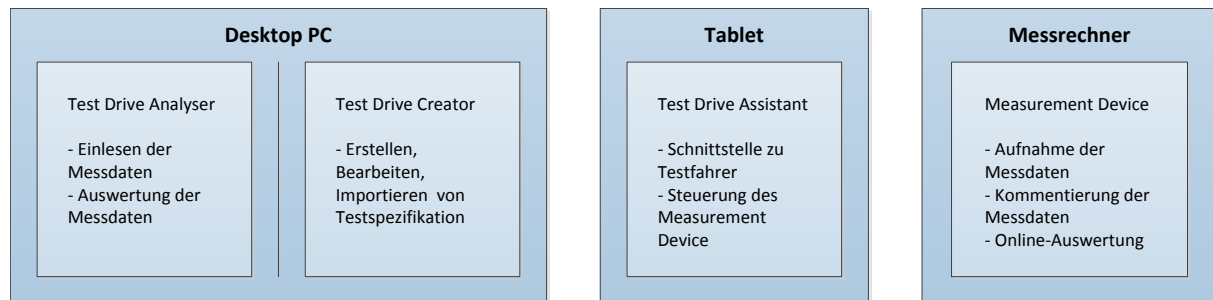 Desktop PC
Test Drive Analyser
- Einlesen der
Messdaten
- Auswertung der
Messdaten
Test Drive Creator
- Erstellen,
Bearbeiten,
Importieren von
Testspezifikation
Tablet
Test Drive Assistant
- Schnittstelle zu
Testfahrer
- Steuerung des
Measurement
Device
Messrechner
Measurement Device
- Aufnahme der
Messdaten
- Kommentierung der
Messdaten
- Online-Auswertung